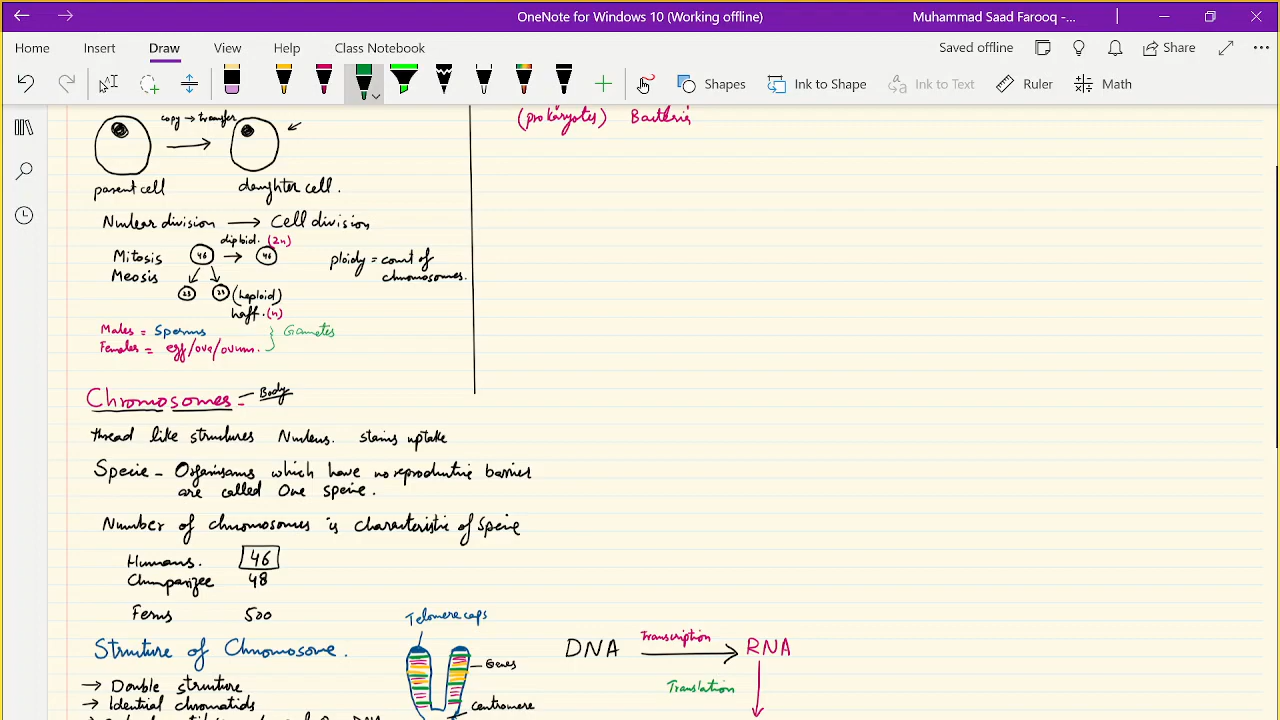 OneNote for Windows 10 (Working offline)
Muhammad Saad Farooq -...
Home Insert Draw View Help Class Notebook
Saved offline Share
Shapes Ink to Shape Ink to Text Ruler Math
(prokaryotes) Bacteria
copy → transfer
parent cell
daughter cell.
Nuclear division → Cell division
diploid. (2n)
Mitosis 46 → 46
ploidy = count of
chromosomes.
Meosis
23 23 (haploid)
haff. (n)
Males = Sperms
Gametes
Females = egg/ova/ovum.
Chromosomes - Body
thread like structures Nucleus. stains uptake
Specie - Organisams which have no reproductive barrier
are called One specie.
Number of chromosomes is characteristic of specie
Humans. 46
Chimpanzee 48
Ferns 500
Telomere caps
Structure of Chromosome.
DNA Transcription RNA
Genes
→ Double structure
Translation
→ Idential chromatids
centromere
DNA